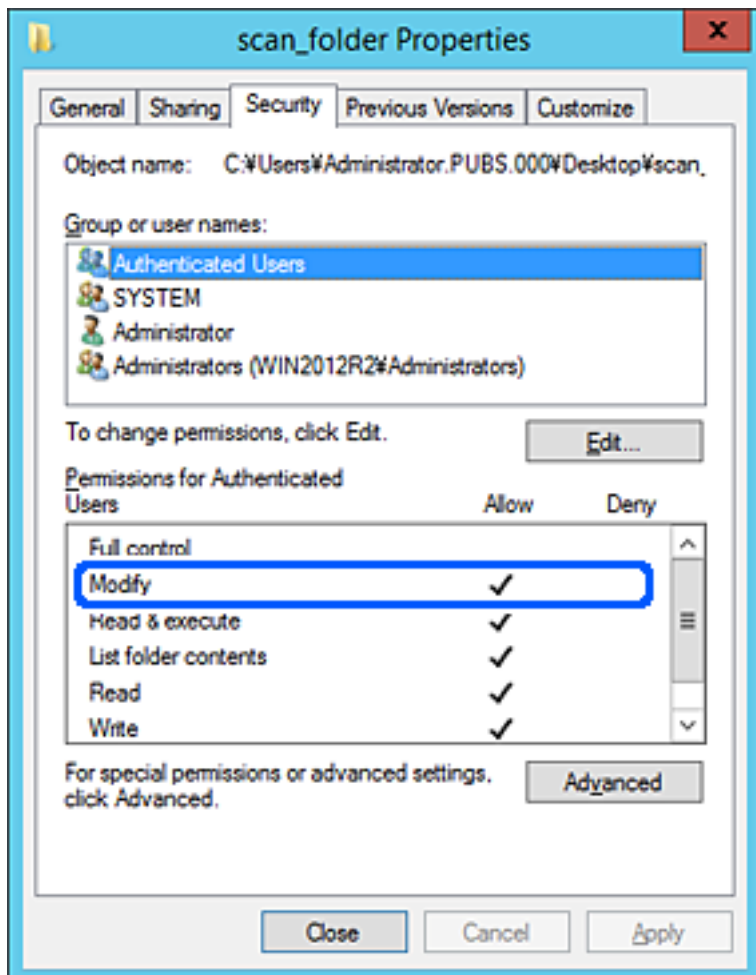 scan_folder Properties
x
General Sharing Security Previous Versions Customize
Object name: C:¥Users¥Administrator.PUBS.000¥Desktop¥scan_
Group or user names:
Authenticated Users
SYSTEM
Administrator
Administrators (WIN2012R2¥Administrators)
To change permissions, click Edit.
Edit...
Permissions for Authenticated
Users Allow Deny
Full control
Modify
Read & execute
List folder contents
Read
Write
For special permissions or advanced settings,
click Advanced.
Advanced
Close Cancel Apply